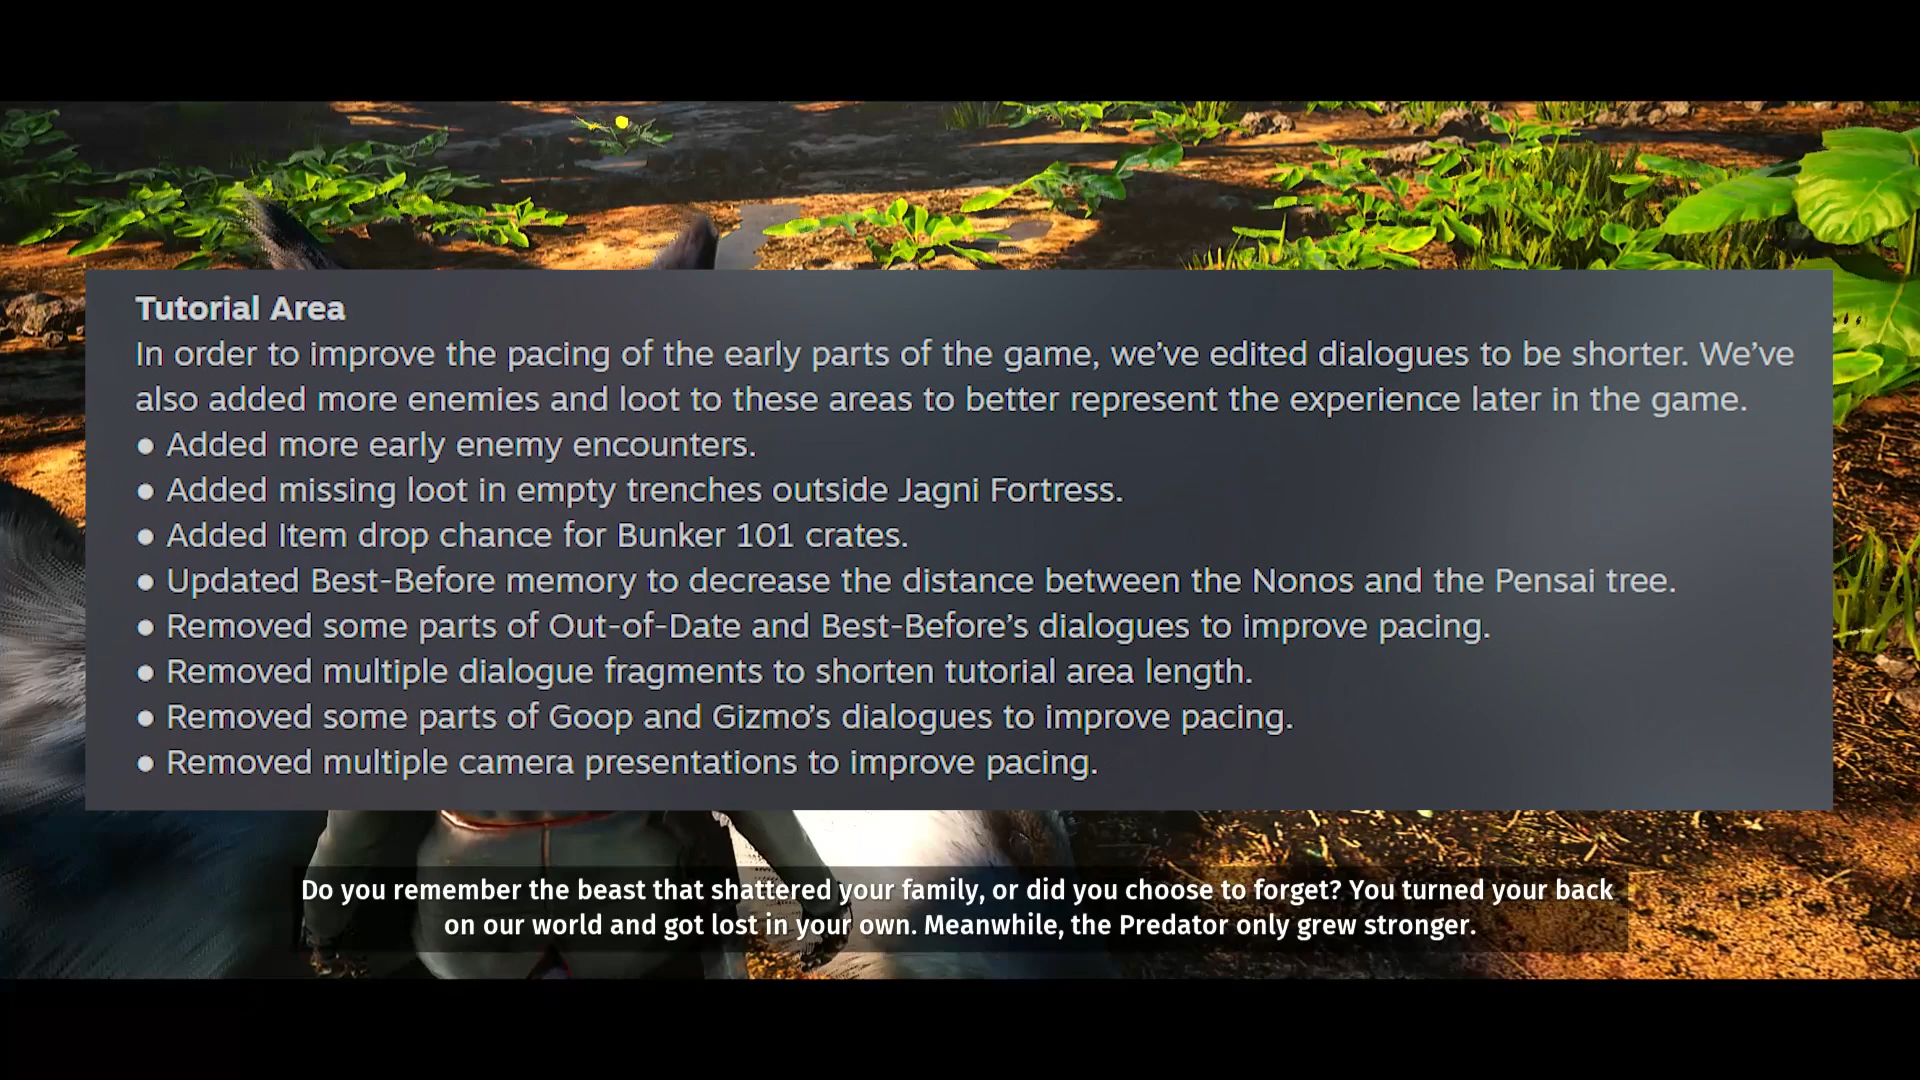 Tutorial Area
In order to improve the pacing of the early parts of the game, we’ve edited dialogues to be shorter. We’ve
also added more enemies and loot to these areas to better represent the experience later in the game.
● Added more early enemy encounters.
● Added missing loot in empty trenches outside Jagni Fortress.
● Added Item drop chance for Bunker 101 crates.
● Updated Best-Before memory to decrease the distance between the Nonos and the Pensai tree.
● Removed some parts of Out-of-Date and Best-Before’s dialogues to improve pacing.
● Removed multiple dialogue fragments to shorten tutorial area length.
● Removed some parts of Goop and Gizmo’s dialogues to improve pacing.
● Removed multiple camera presentations to improve pacing.
Do you remember the beast that shattered your family, or did you choose to forget? You turned your back
on our world and got lost in your own. Meanwhile, the Predator only grew stronger.